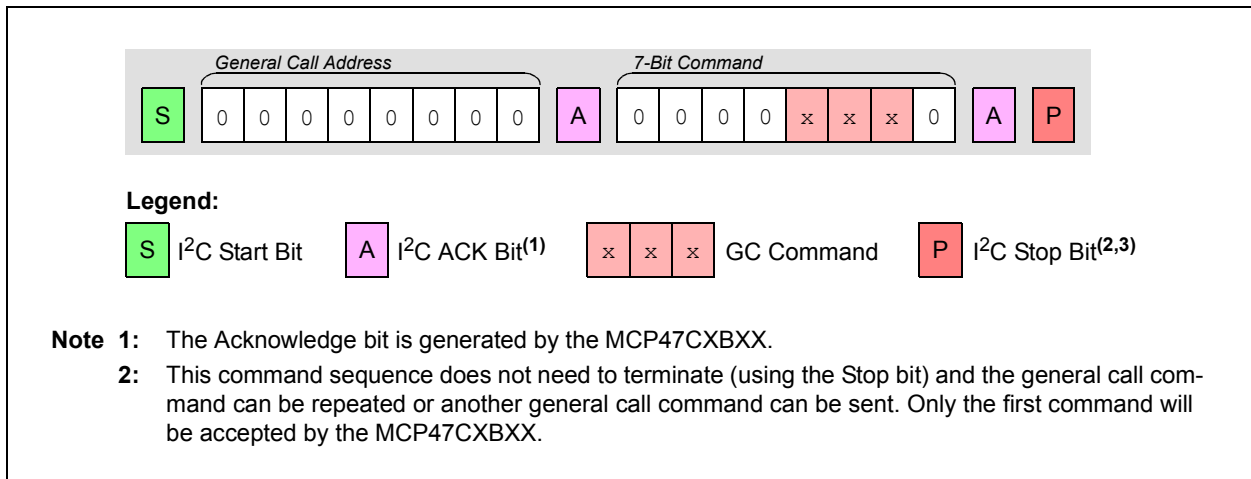 General Call Address 7-Bit Command
S 0 0 0 0 0 0 0 0 A 0 0 0 0 x x x 0 A P
Legend:
S I²C Start Bit A I²C ACK Bit(1) x x x GC Command P I²C Stop Bit(2,3)
Note 1: The Acknowledge bit is generated by the MCP47CXBXX.
2: This command sequence does not need to terminate (using the Stop bit) and the general call com-
mand can be repeated or another general call command can be sent. Only the first command will
be accepted by the MCP47CXBXX.